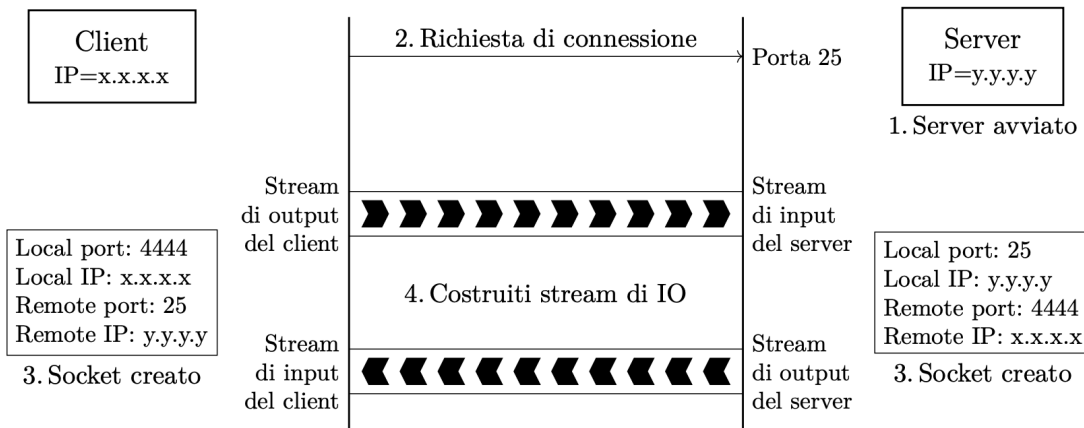 Client
IP=x.x.x.x
2. Richiesta di connessione
Porta 25
Server
IP=y.y.y.y
1. Server avviato
Stream
di output
del client
Stream
di input
del server
Local port: 4444
Local IP: x.x.x.x
Remote port: 25
Remote IP: y.y.y.y
3. Socket creato
4. Costruiti stream di IO
Local port: 25
Local IP: y.y.y.y
Remote port: 4444
Remote IP: x.x.x.x
3. Socket creato
Stream
di input
del client
Stream
di output
del server